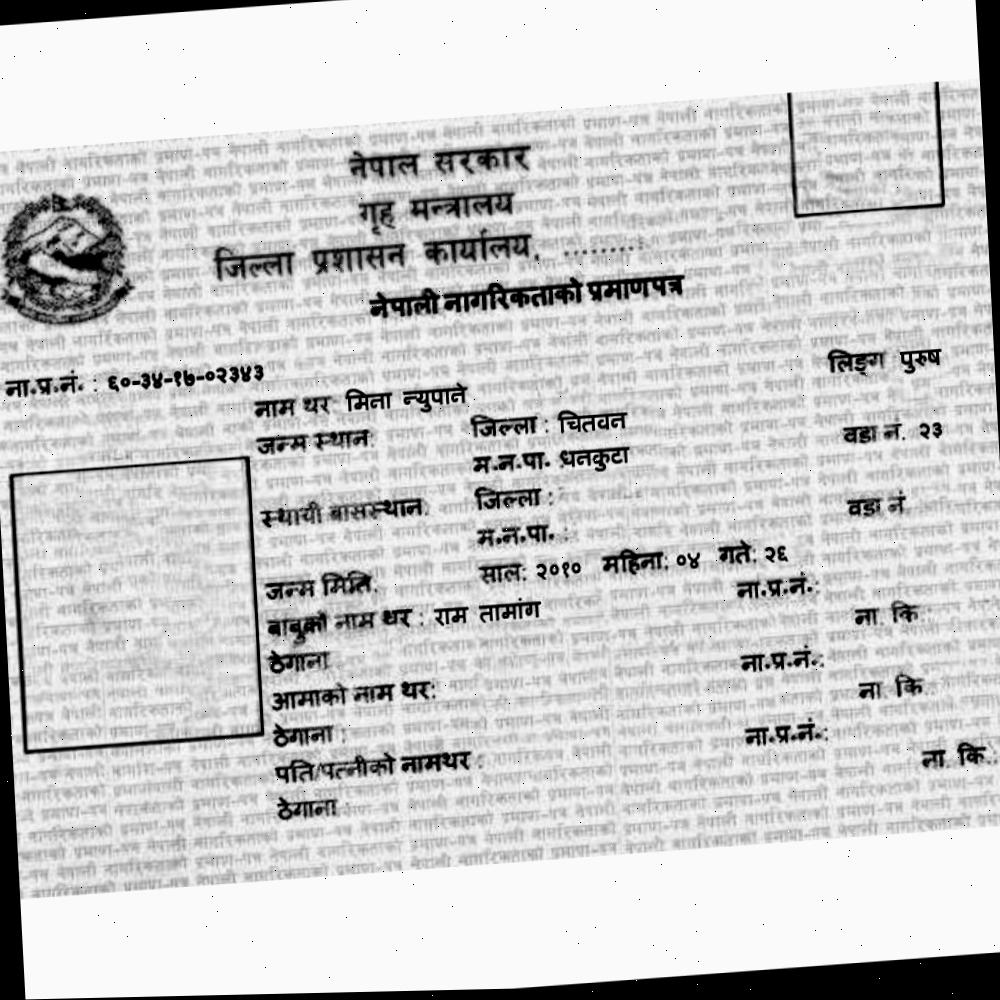 नेपाल सरकार
गृह मन्त्रालय
जिल्ला प्रशासन कार्यालय, ........:
नेपाली नागरिकताको प्रमाणपत्र
ना.प्र.नं. : ६०-३४-१७-०२३४३
लिङ्ग पुरुष
नाम थर मिना न्युपाने
जन्म स्थान: जिल्ला : चितवन
वडा नं. २३
म.न.पा. धनकुटा
स्थायी बासस्थान: जिल्ला :
वडा नं
म.न.पा. :
जन्म मिति: साल: २०१० महिना: ०४ गते: २६
ना.प्र.नं.:
बाबुको नाम थर : राम तामांग
ना. कि.
ठेगाना
ना.प्र.नं.:
आमाको नाम थर:
ना. कि.
ठेगाना :
ना.प्र.नं.:
पति/पत्नीको नामथर :
ना. कि.:
ठेगाना :